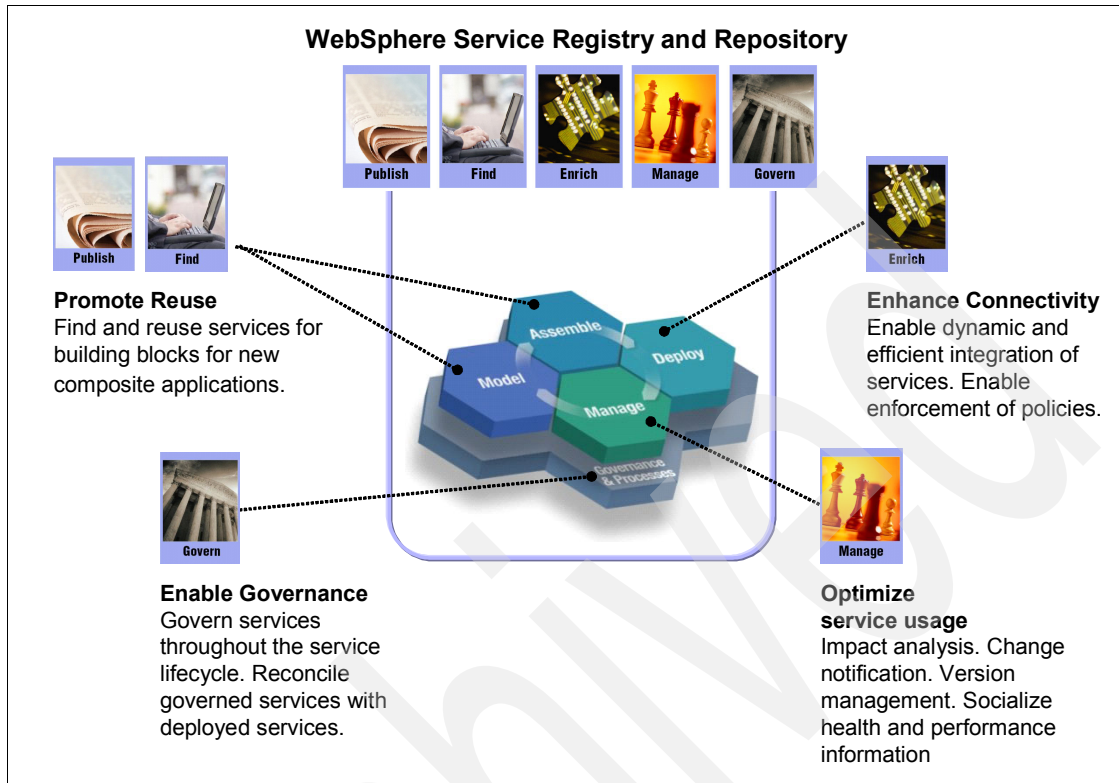 WebSphere Service Registry and Repository
Publish
Find
Enrich
Manage
Govern
Publish
Find
Promote Reuse
Find and reuse services for
building blocks for new
composite applications.
Enrich
Enhance Connectivity
Enable dynamic and
efficient integration of
services. Enable
enforcement of policies.
Assemble
Deploy
Model
Manage
Governance
& Processes
Govern
Enable Governance
Govern services
throughout the service
lifecycle. Reconcile
governed services with
deployed services.
Manage
Optimize
service usage
Impact analysis. Change
notification. Version
management. Socialize
health and performance
information
hived